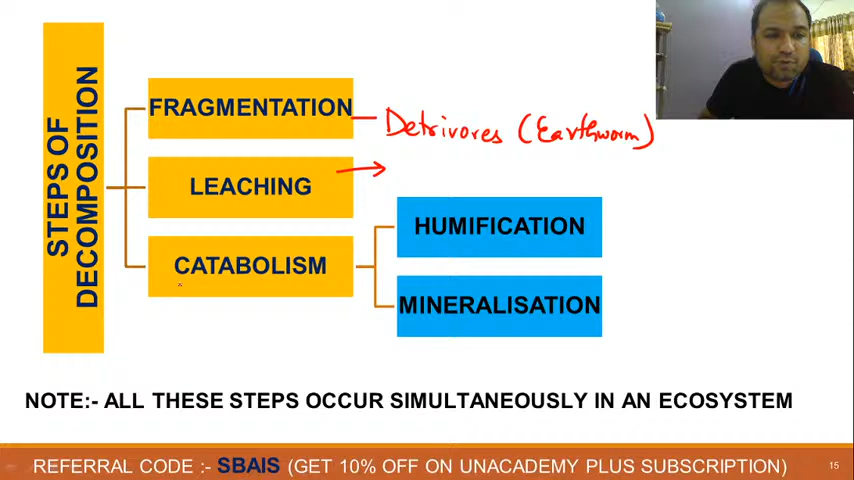 STEPS OF
DECOMPOSITION
FRAGMENTATION
Detrivores (Earthworm)
LEACHING
CATABOLISM
HUMIFICATION
MINERALISATION
NOTE:- ALL THESE STEPS OCCUR SIMULTANEOUSLY IN AN ECOSYSTEM
REFERRAL CODE :- SBAIS (GET 10% OFF ON UNACADEMY PLUS SUBSCRIPTION)
15